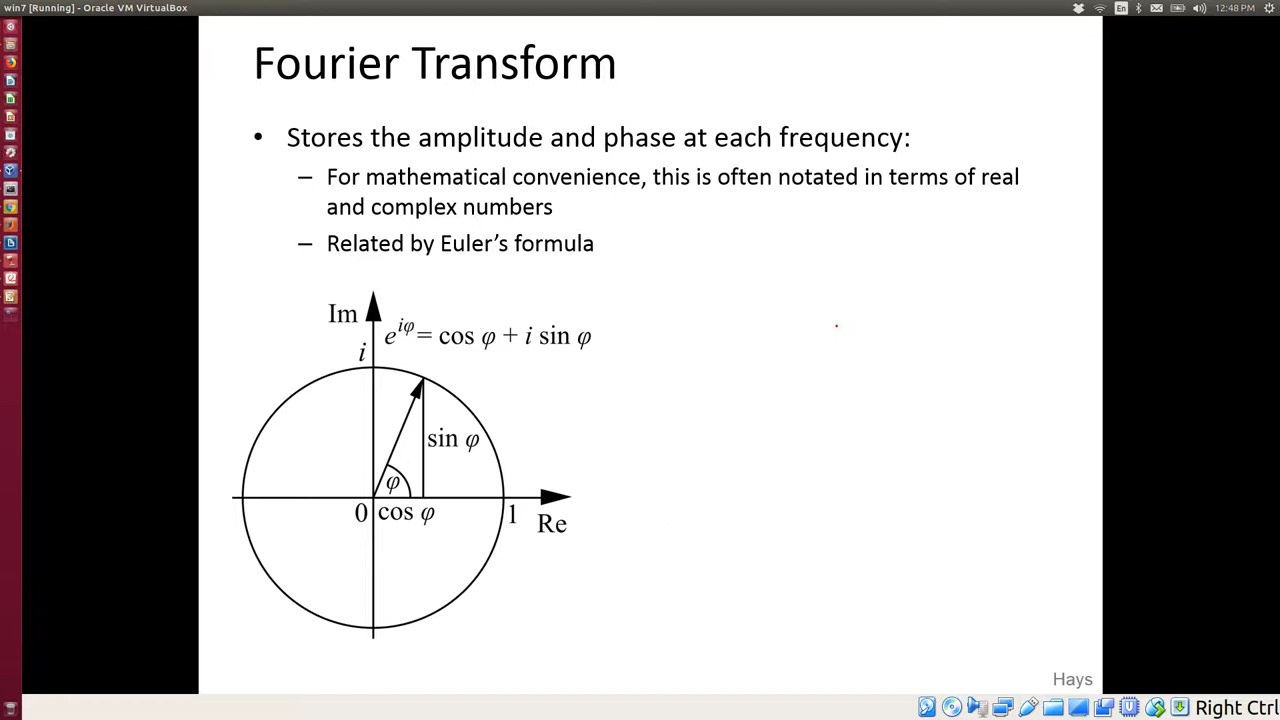 win7 [Running] - Oracle VM VirtualBox
En
12:48 PM
Fourier Transform
• Stores the amplitude and phase at each frequency:
– For mathematical convenience, this is often notated in terms of real
and complex numbers
– Related by Euler's formula
Im
e^{iφ} = cos φ + i sin φ
i
sin φ
φ
0 cos φ 1
Re
Hays
Right Ctrl